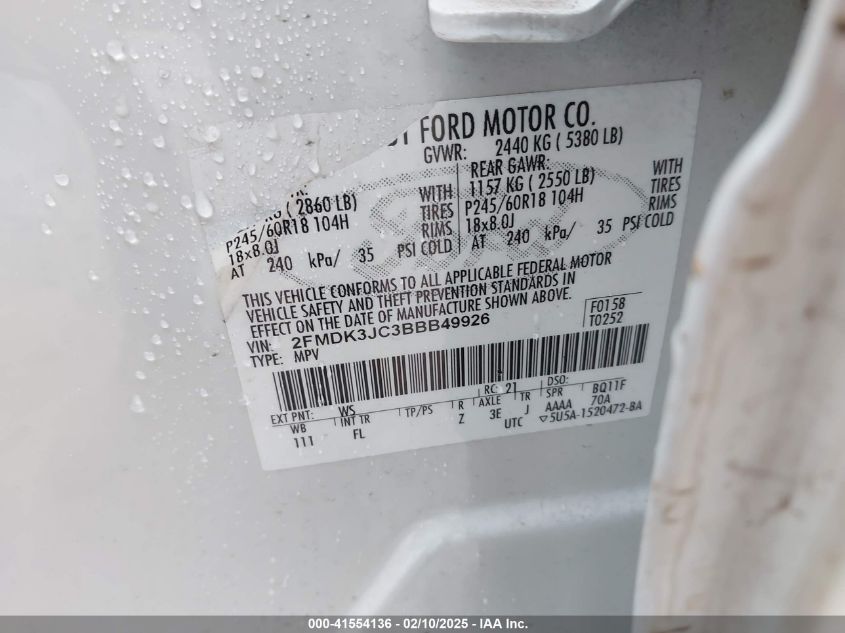 BY FORD MOTOR CO.
GVWR: 2440 KG ( 5380 LB)
KG ( 2860 LB) WITH
P245/60R18 104H TIRES
18x8.0J RIMS
AT 240 kPa/ 35 PSI COLD
REAR GAWR:
1157 KG ( 2550 LB) WITH
P245/60R18 104H TIRES
18x8.0J RIMS
AT 240 kPa/ 35 PSI COLD
THIS VEHICLE CONFORMS TO ALL APPLICABLE FEDERAL MOTOR
VEHICLE SAFETY AND THEFT PREVENTION STANDARDS IN
EFFECT ON THE DATE OF MANUFACTURE SHOWN ABOVE.
VIN: 2FMDK3JC3BBB49926
TYPE: MPV
F0158
T0252
EXT PNT: WS RC: 21 DSO:
WB INT TR TP/PS R AXLE TR SPR BQ11F
111 FL Z 3E J AAAA 70A
UTC ▽5U5A-1520472-BA
000-41554136 - 02/10/2025 - IAA Inc.